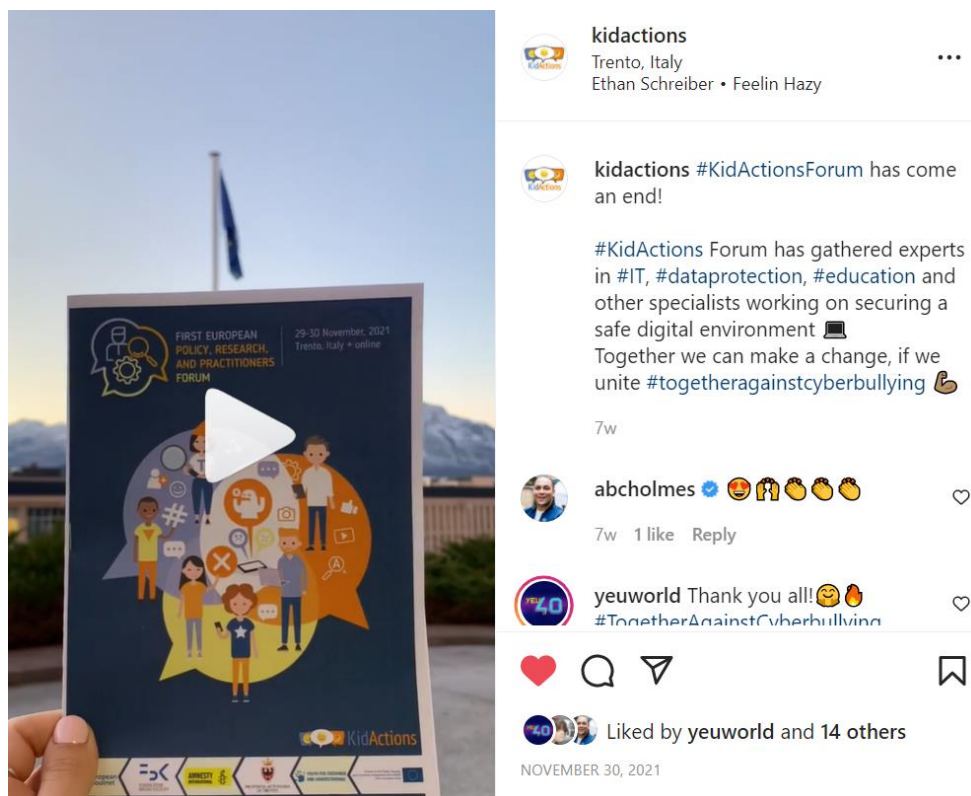 FIRST EUROPEAN
POLICY, RESEARCH,
AND PRACTITIONERS
FORUM
29-30 November, 2021
Trento, Italy + online
KidActions
FBK
AMNESTY
INTERNATIONAL
kidactions
Trento, Italy
Ethan Schreiber • Feelin Hazy
kidactions #KidActionsForum has come
an end!
#KidActions Forum has gathered experts
in #IT, #dataprotection, #education and
other specialists working on securing a
safe digital environment 💻
Together we can make a change, if we
unite #togetheragainstcyberbullying 💪🏽
7w
abcholmes 😍🙌👏👏👏
7w 1 like Reply
yeuworld Thank you all!🤗🔥
#TogetherAgainstCyberbullying
Liked by yeuworld and 14 others
NOVEMBER 30, 2021